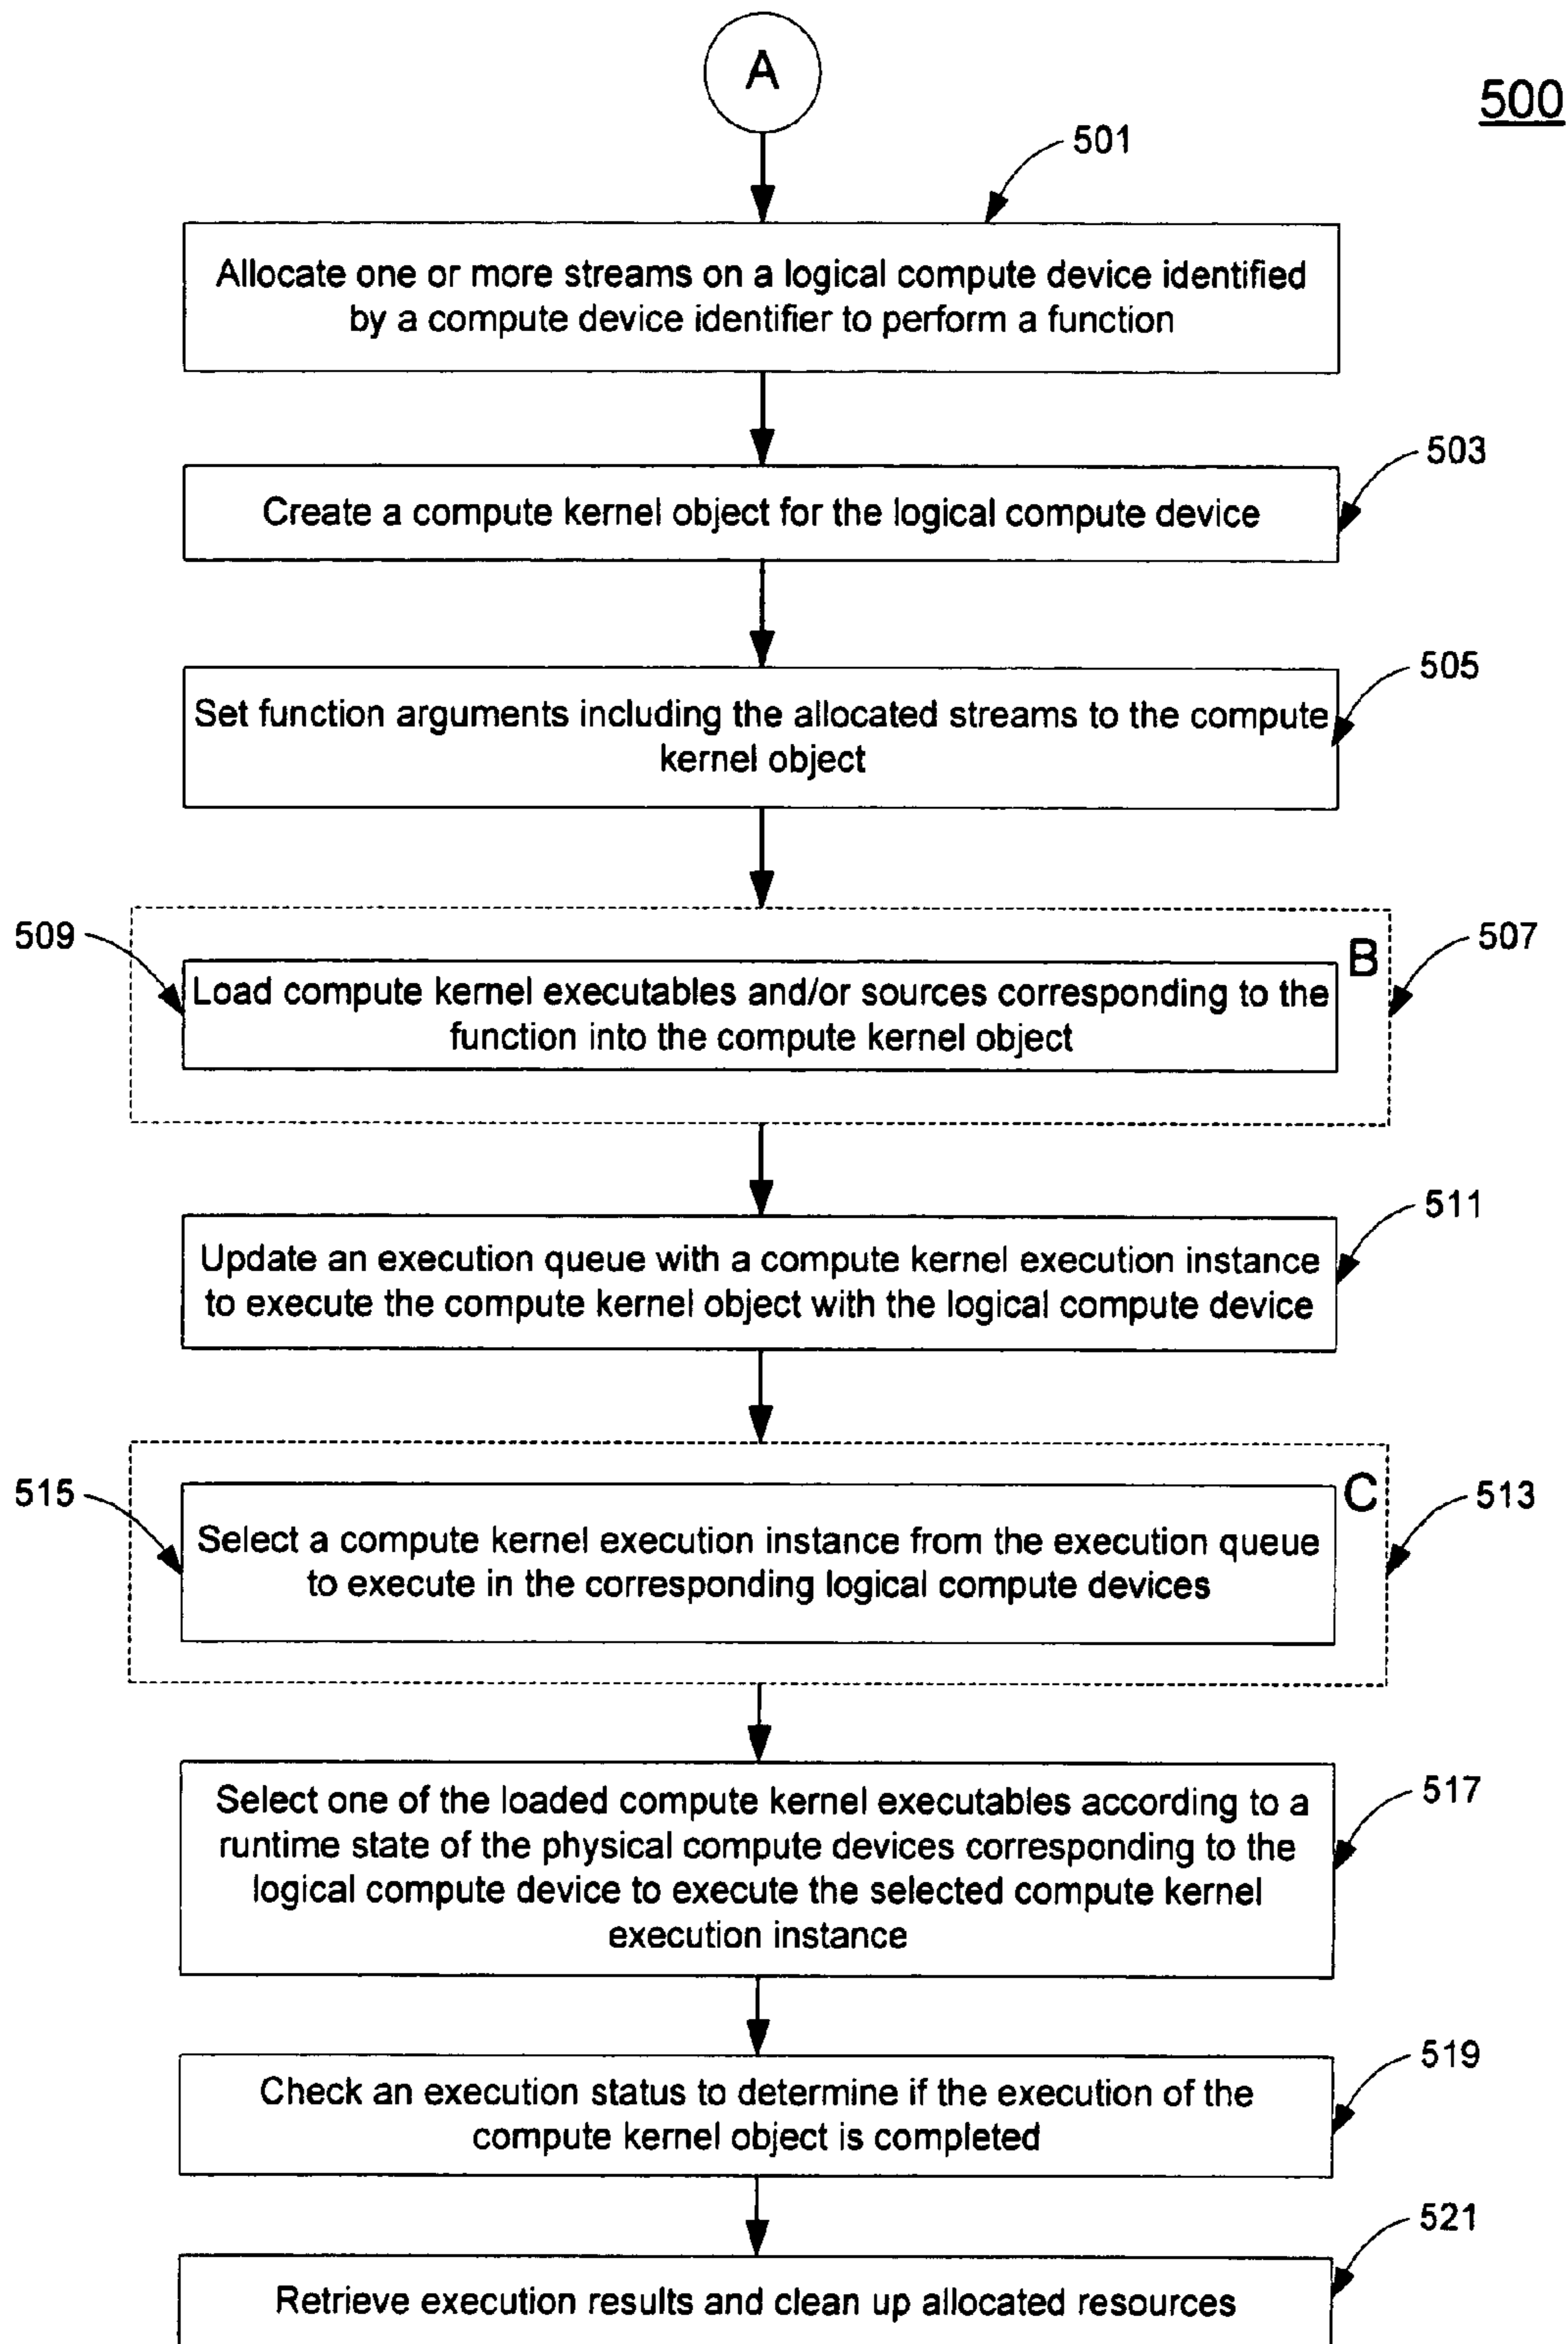 A
500
501
Allocate one or more streams on a logical compute device identified
by a compute device identifier to perform a function
503
Create a compute kernel object for the logical compute device
505
Set function arguments including the allocated streams to the compute
kernel object
509
B
507
Load compute kernel executables and/or sources corresponding to the
function into the compute kernel object
511
Update an execution queue with a compute kernel execution instance
to execute the compute kernel object with the logical compute device
515
C
513
Select a compute kernel execution instance from the execution queue
to execute in the corresponding logical compute devices
517
Select one of the loaded compute kernel executables according to a
runtime state of the physical compute devices corresponding to the
logical compute device to execute the selected compute kernel
execution instance
519
Check an execution status to determine if the execution of the
compute kernel object is completed
521
Retrieve execution results and clean up allocated resources